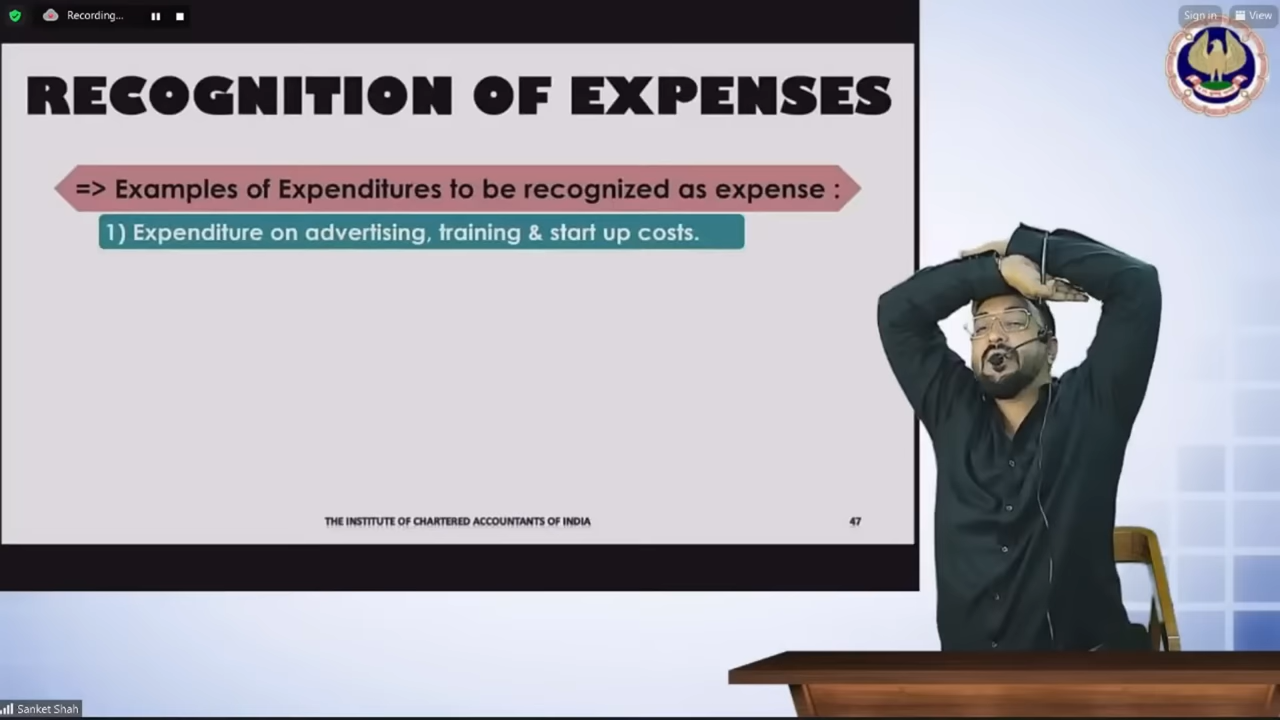 Recording...
Sign in
View
RECOGNITION OF EXPENSES
=> Examples of Expenditures to be recognized as expense :
1) Expenditure on advertising, training & start up costs.
THE INSTITUTE OF CHARTERED ACCOUNTANTS OF INDIA
47
Sanket Shah